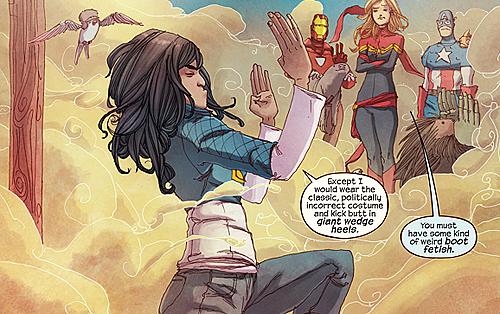 Except I
would wear the
classic, politically
incorrect costume
and kick butt in
giant wedge
heels.
You must
have some kind
of weird boot
fetish.